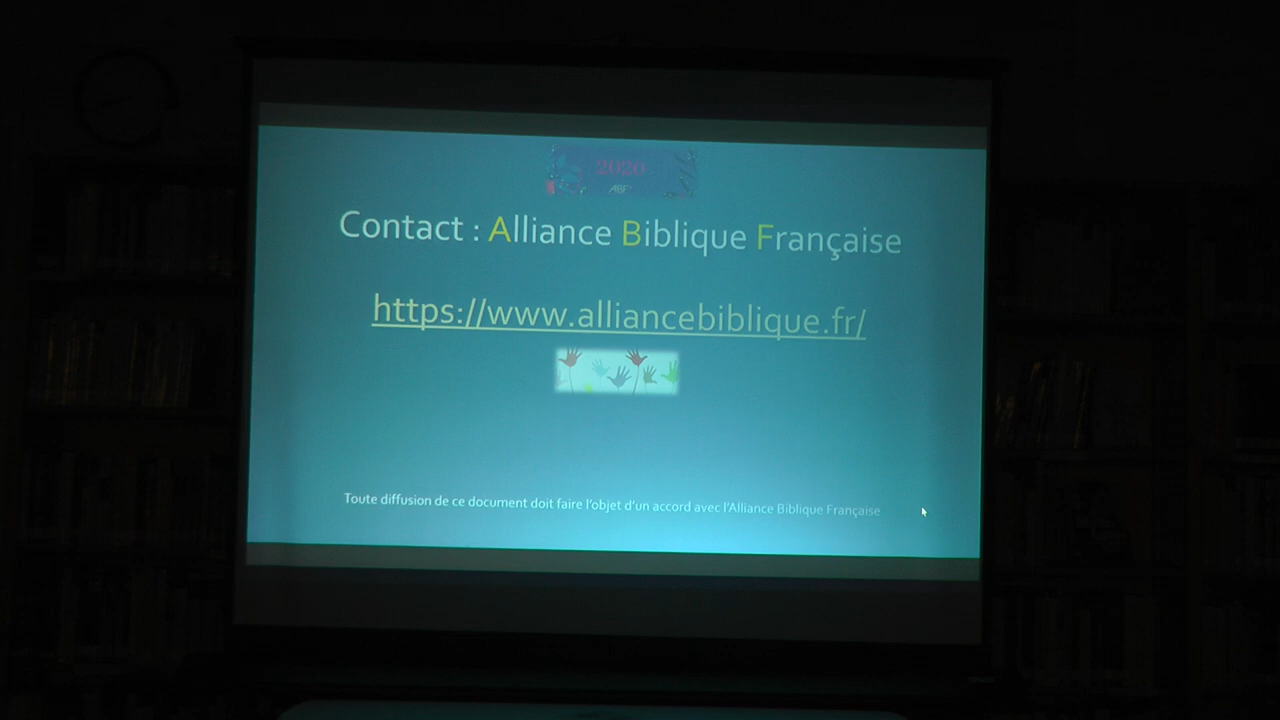 2020
ABF
Contact : Alliance Biblique Française
https://www.alliancebiblique.fr/
Toute diffusion de ce document doit faire l'objet d'un accord avec l'Alliance Biblique Française